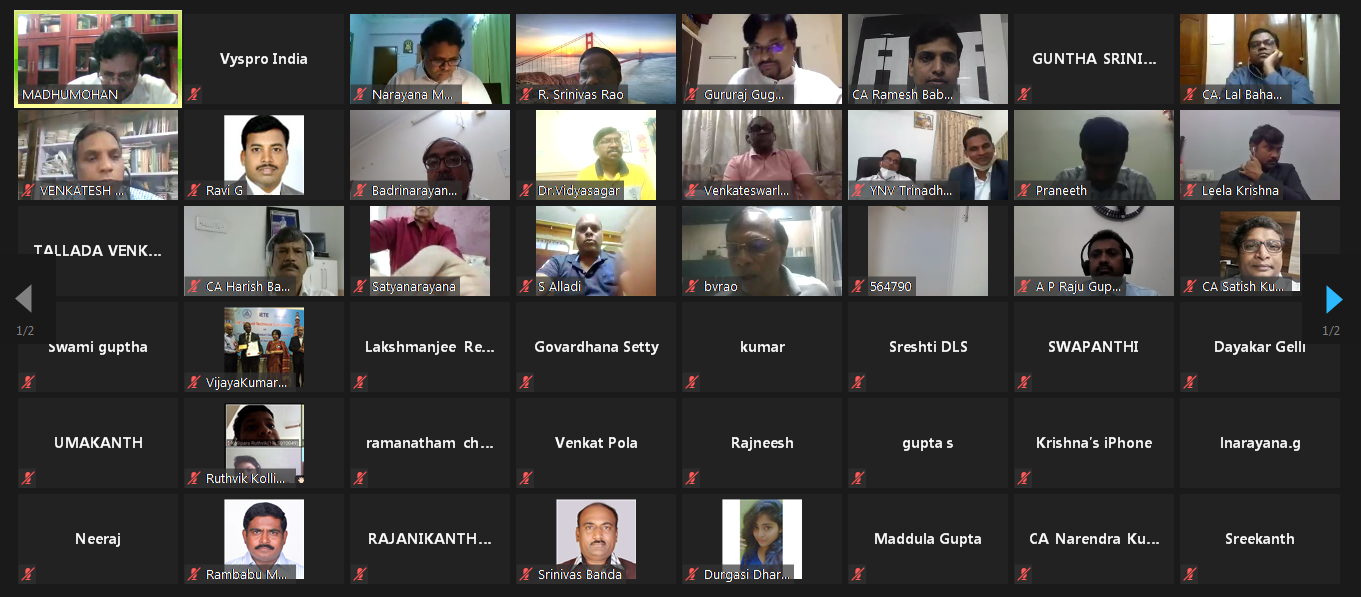 MADHUMOHAN
Vyspro India
Narayana M...
R. Srinivas Rao
Gururaj Gug...
CA Ramesh Bab...
GUNTHA SRINI...
CA. Lal Baha...
VENKATESH ...
Ravi G
Badrinarayan...
Dr.Vidyasagar
Venkateswarl...
YNV Trinadh...
Praneeth
Leela Krishna
TALLADA VENK...
CA Harish Ba...
Satyanarayana
S Alladi
bvrao
564790
A P Raju Gup...
CA Satish Ku...
1/2
1/2
Swami guptha
IETE
VijayaKumar...
Lakshmanjee Re...
Govardhana Setty
kumar
Sreshti DLS
SWAPANTHI
Dayakar Gelli
UMAKANTH
Ruthvik Kolli...
ramanatham ch...
Venkat Pola
Rajneesh
gupta s
Krishna's iPhone
Inarayana.g
Neeraj
Rambabu M...
RAJANIKANTH...
Srinivas Banda
Durgasi Dhar...
Maddula Gupta
CA Narendra Ku...
Sreekanth